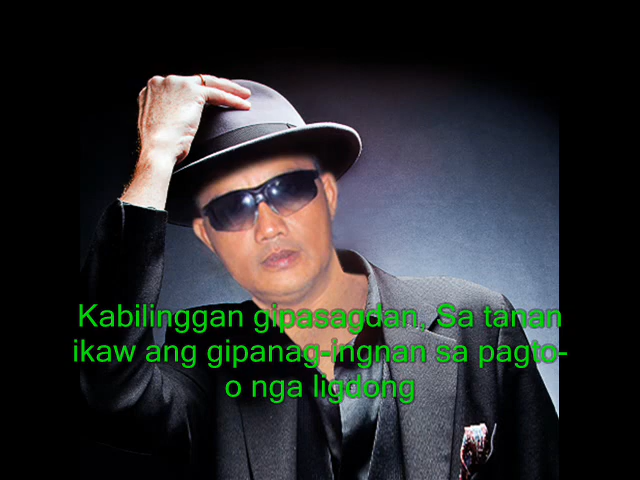 Kabilinggan gipasagdan, Sa tanan
ikaw ang gipanag-ingnan sa pagto-
o nga ligdong